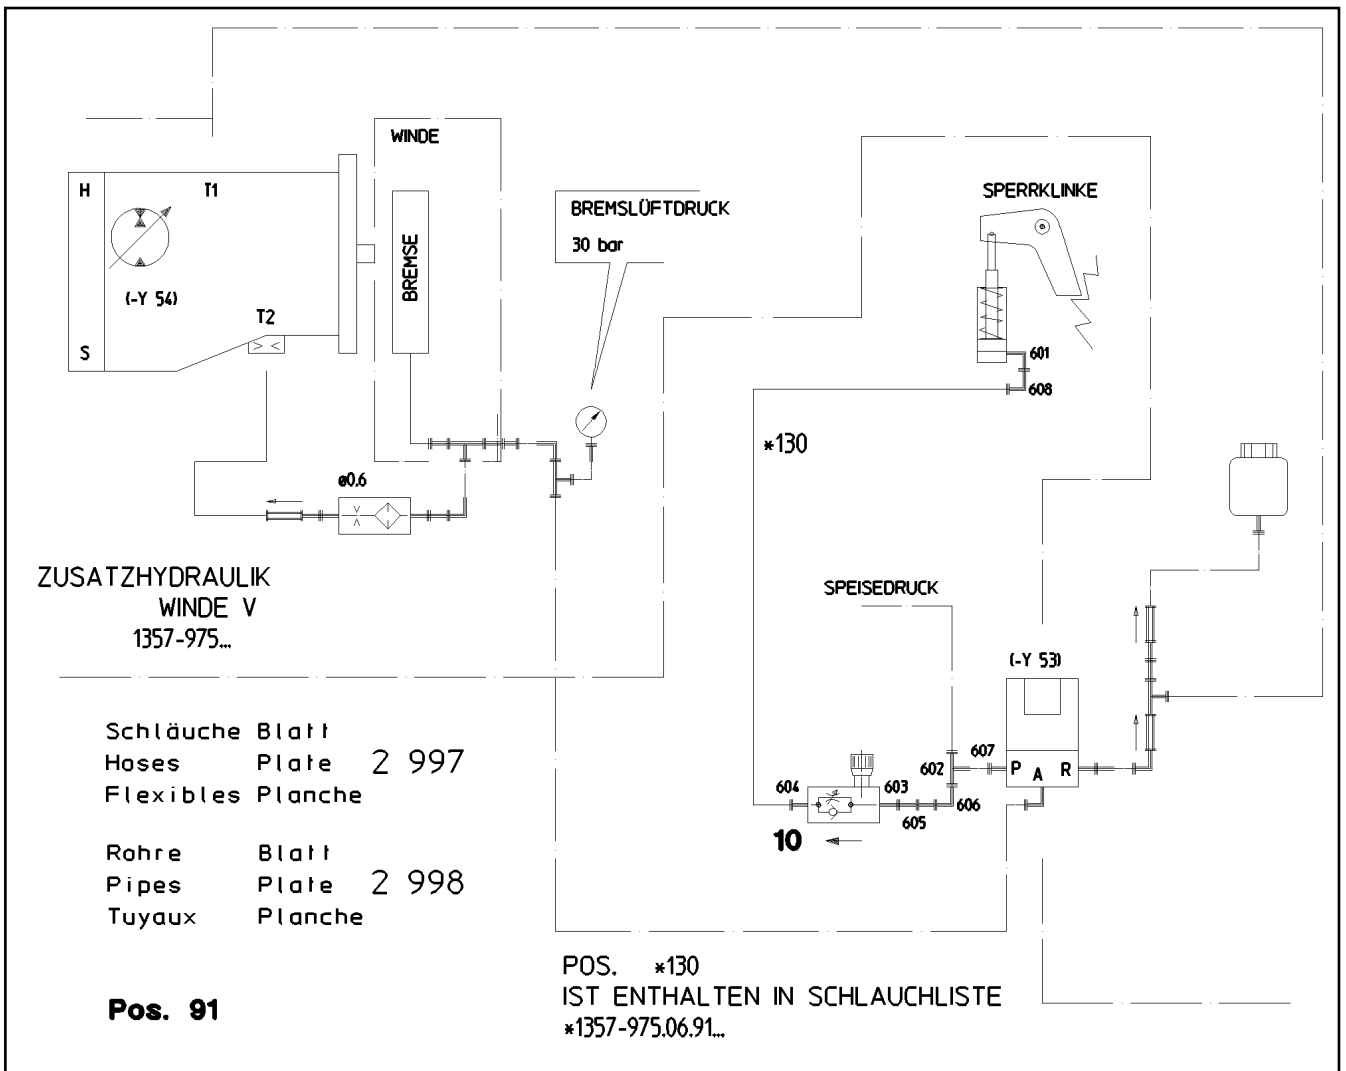 WINDE
H
T1
BREMSLÜFTDRUCK
SPERRKLINKE
30 bar
BREMSE
(-Y 54)
T2
S
601
608
*130
ø0.6
ZUSATZHYDRAULIK
WINDE V
1357-975...
SPEISEDRUCK
(-Y 53)
Schläuche Blatt
Hoses Plate 2 997
Flexibles Planche
607
602
P A R
604
603
606
605
10
Rohre Blatt
Pipes Plate 2 998
Tuyaux Planche
POS. *130
IST ENTHALTEN IN SCHLAUCHLISTE
*1357-975.06.91...
Pos. 91